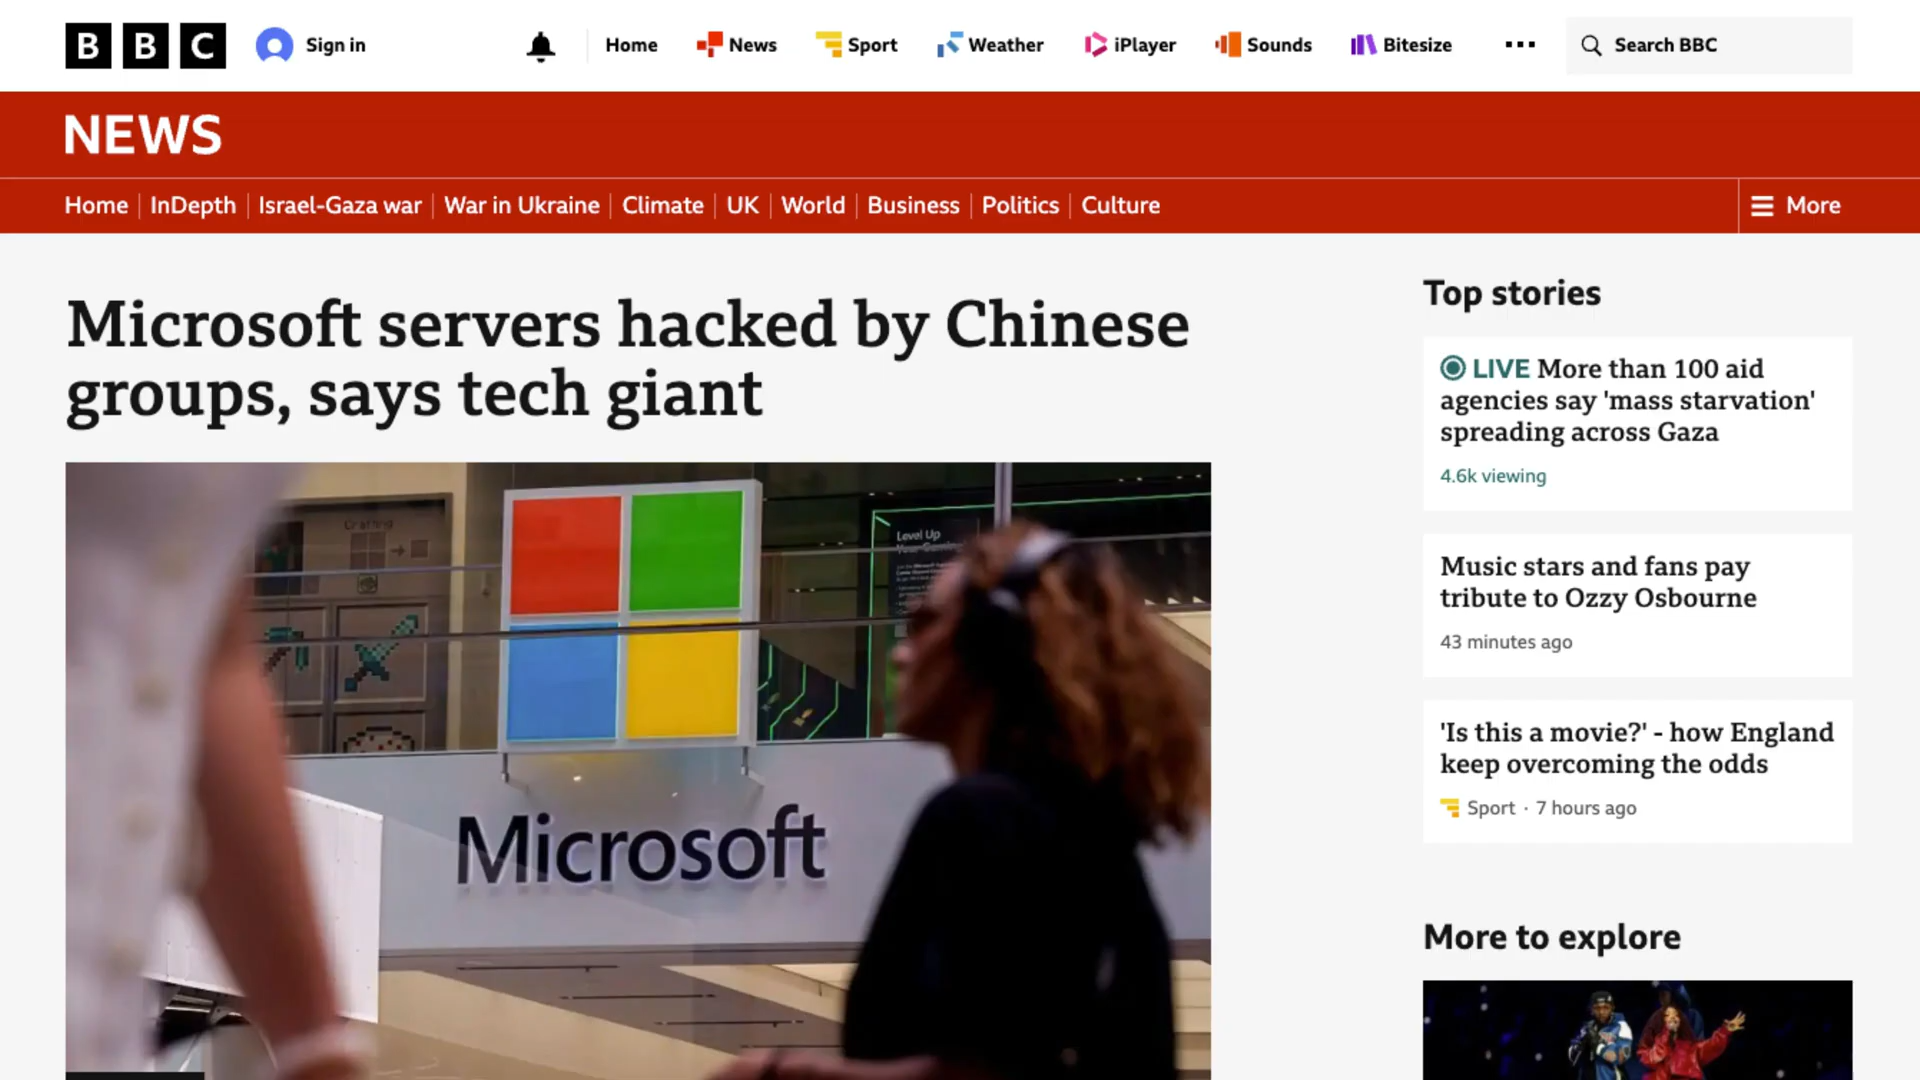 BBC
Sign in
Home
News
Sport
Weather
iPlayer
Sounds
Bitesize
Search BBC
NEWS
Home
InDepth
Israel-Gaza war
War in Ukraine
Climate
UK
World
Business
Politics
Culture
More
Microsoft servers hacked by Chinese
groups, says tech giant
Crafting
Level Up
Microsoft
Top stories
LIVE More than 100 aid
agencies say 'mass starvation'
spreading across Gaza
4.6k viewing
Music stars and fans pay
tribute to Ozzy Osbourne
43 minutes ago
'Is this a movie?' - how England
keep overcoming the odds
Sport · 7 hours ago
More to explore